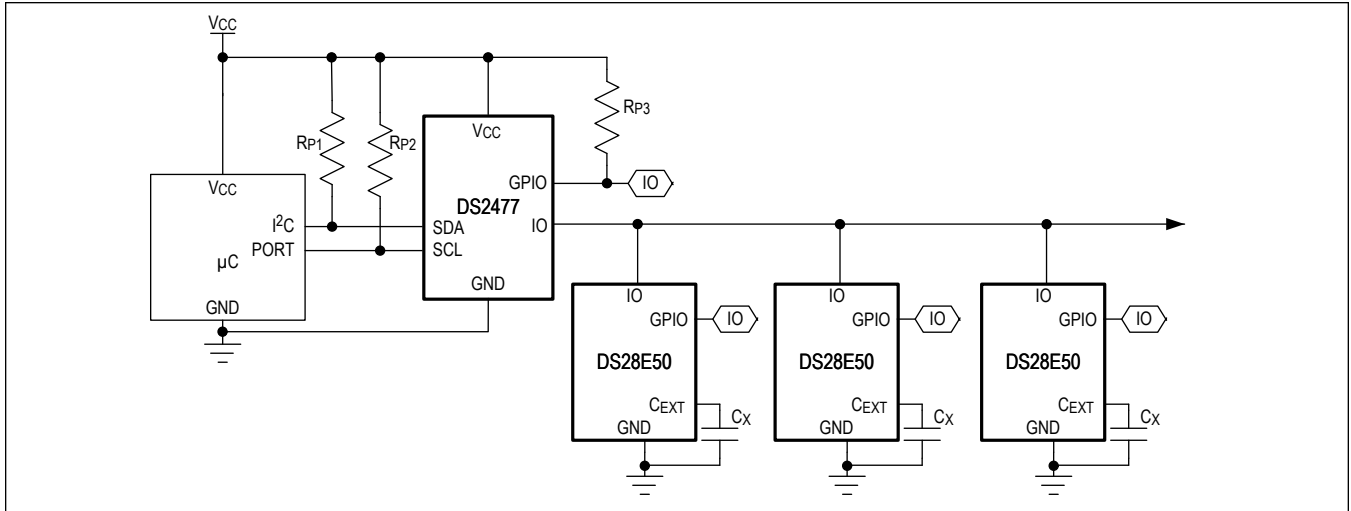 VCC
RP1
RP2
RP3
VCC
VCC
GPIO
IO
DS2477
I²C
SDA
IO
PORT
SCL
µC
GND
GND
IO
IO
IO
GPIO
IO
GPIO
IO
GPIO
IO
DS28E50
DS28E50
DS28E50
CEXT
CX
CEXT
CX
CEXT
CX
GND
GND
GND